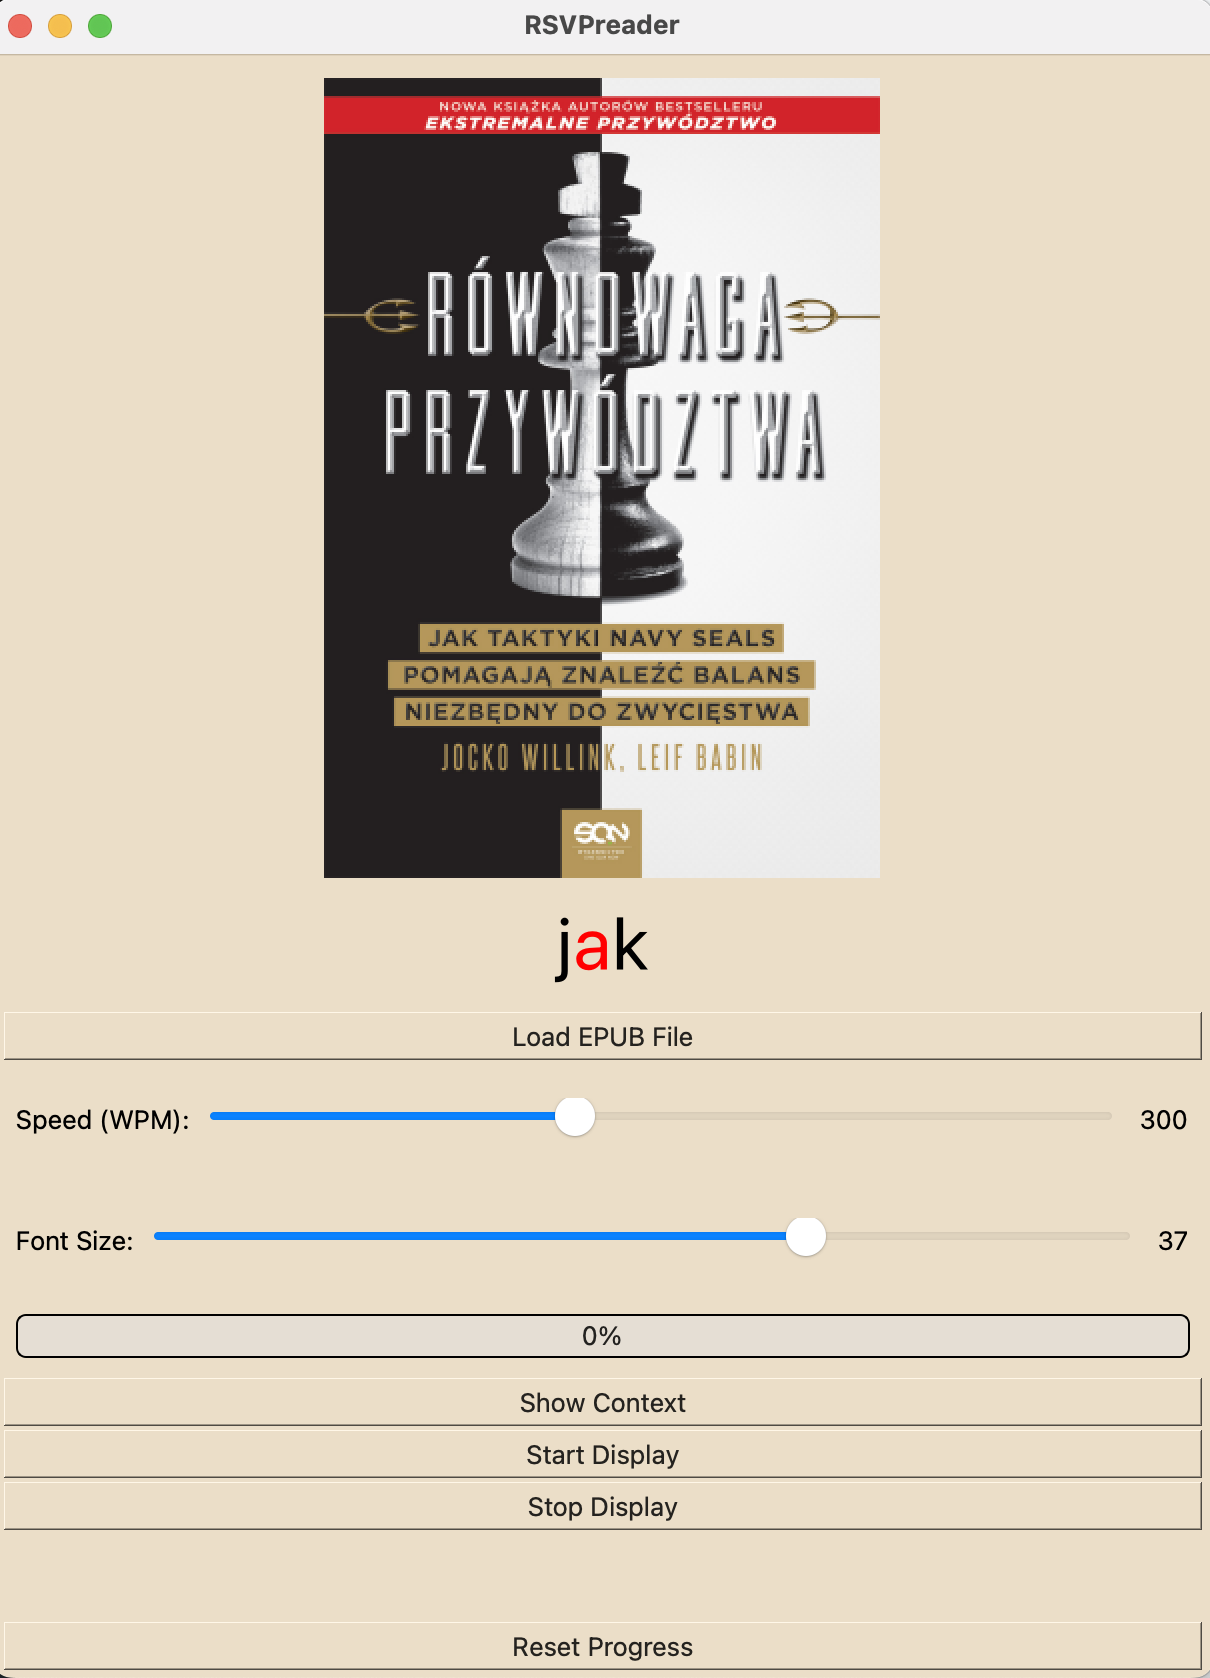 RSVPreader
NOWA KSIĄŻKA AUTORÓW BESTSELLERU
EKSTREMALNE PRZYWÓDZTWO
RÓWNOWAGA
PRZYWÓDZTWA
JAK TAKTYKI NAVY SEALS
POMAGAJĄ ZNALEŹĆ BALANS
NIEZBĘDNY DO ZWYCIĘSTWA
JOCKO WILLINK, LEIF BABIN
SQN
jak
Load EPUB File
Speed (WPM): 300
Font Size: 37
0%
Show Context
Start Display
Stop Display
Reset Progress